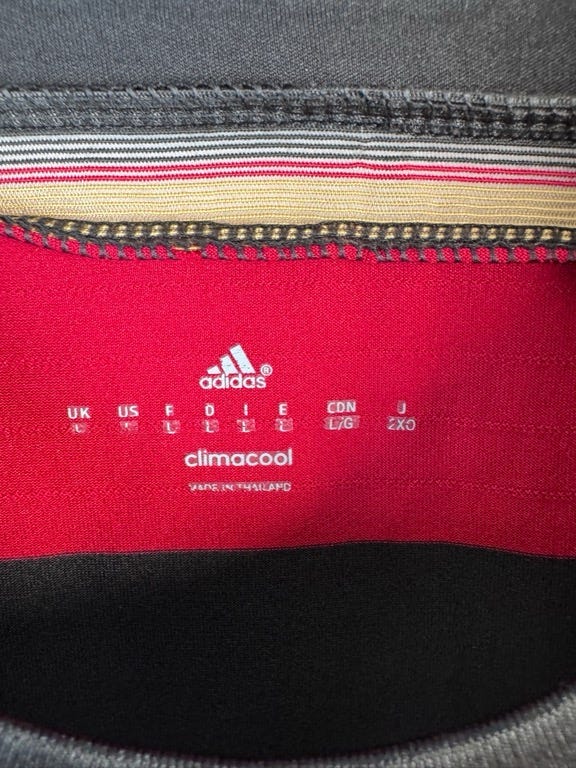 adidas®
UK US F D I E CDN J
L L L L L L L/G 2XO
climacool
MADE IN THAILAND